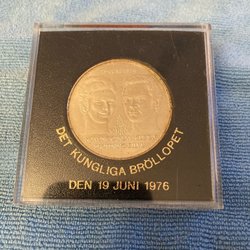 DET KUNGLIGA BRÖLLOPET
DEN 19 JUNI 1976